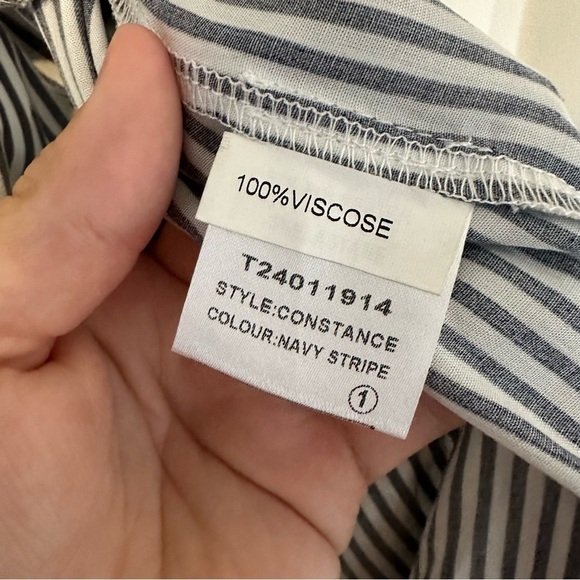 100%VISCOSE
T24011914
STYLE:CONSTANCE
COLOUR:NAVY STRIPE
1